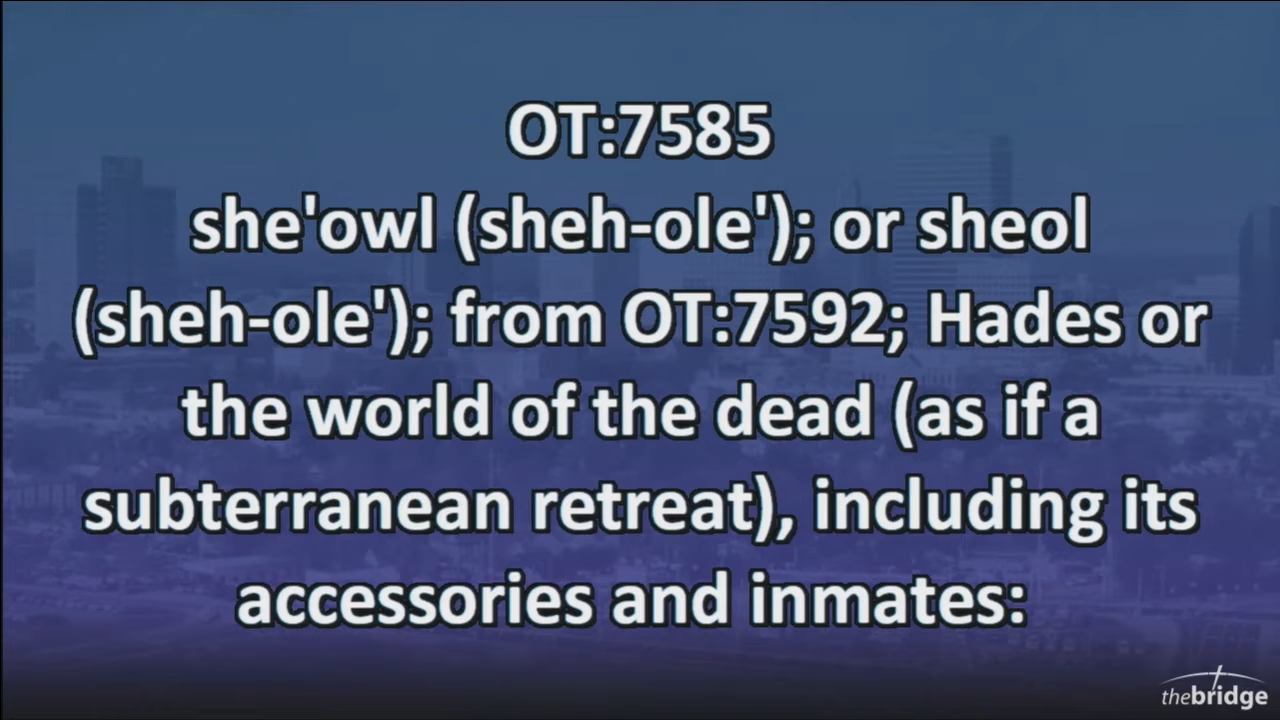 OT:7585
she'owl (sheh-ole'); or sheol
(sheh-ole'); from OT:7592; Hades or
the world of the dead (as if a
subterranean retreat), including its
accessories and inmates:
thebridge